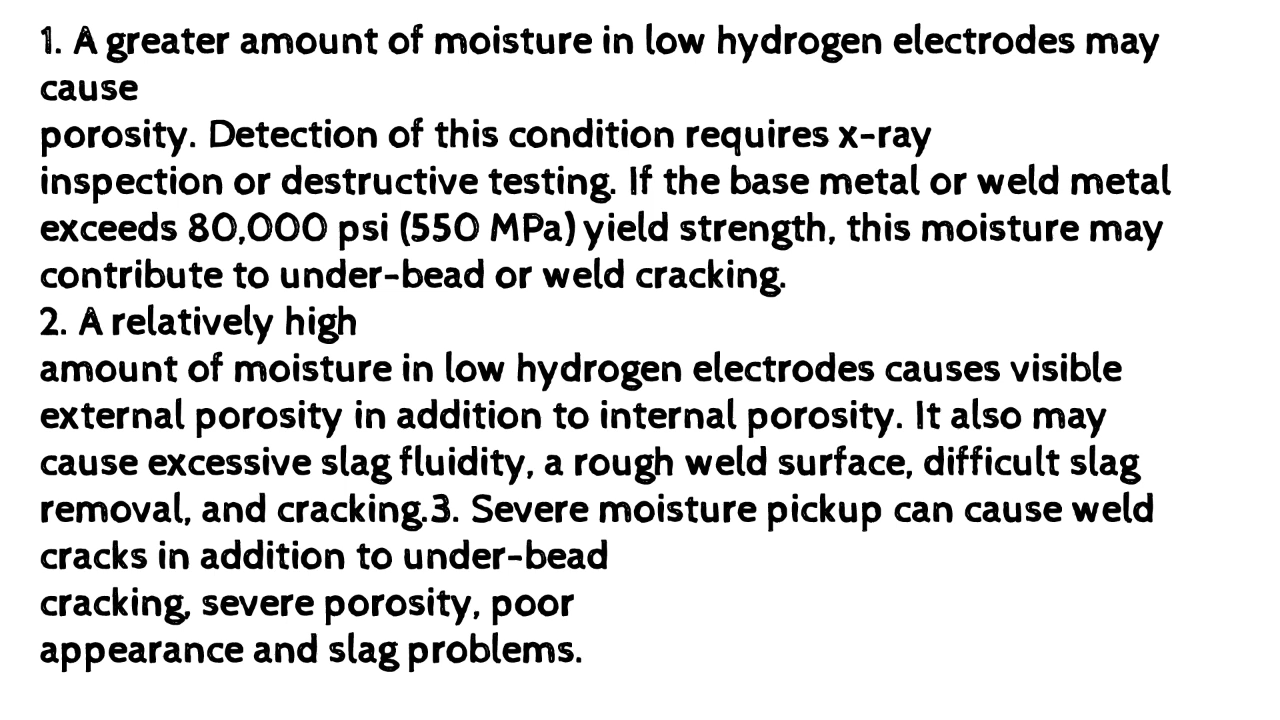 1. A greater amount of moisture in low hydrogen electrodes may
cause
porosity. Detection of this condition requires x-ray
inspection or destructive testing. If the base metal or weld metal
exceeds 80,000 psi (550 MPa) yield strength, this moisture may
contribute to under-bead or weld cracking.
2. A relatively high
amount of moisture in low hydrogen electrodes causes visible
external porosity in addition to internal porosity. It also may
cause excessive slag fluidity, a rough weld surface, difficult slag
removal, and cracking.3. Severe moisture pickup can cause weld
cracks in addition to under-bead
cracking, severe porosity, poor
appearance and slag problems.